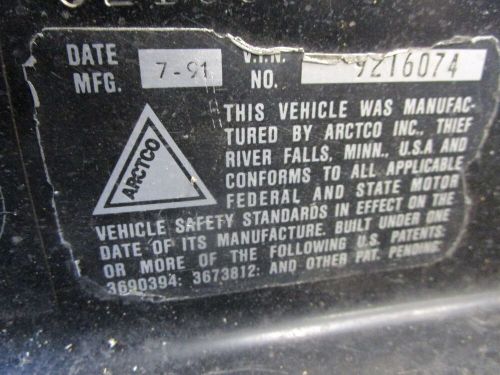 DATE MFG. 7-91 V.I.N. NO. 9216074
ARCTCO
THIS VEHICLE WAS MANUFAC-
TURED BY ARCTCO INC., THIEF
RIVER FALLS, MINN., U.S.A AND
CONFORMS TO ALL APPLICABLE
FEDERAL AND STATE MOTOR
VEHICLE SAFETY STANDARDS IN EFFECT ON THE
DATE OF ITS MANUFACTURE. BUILT UNDER ONE
OR MORE OF THE FOLLOWING U.S. PATENTS:
3690394: 3673812: AND OTHER PAT. PENDING.